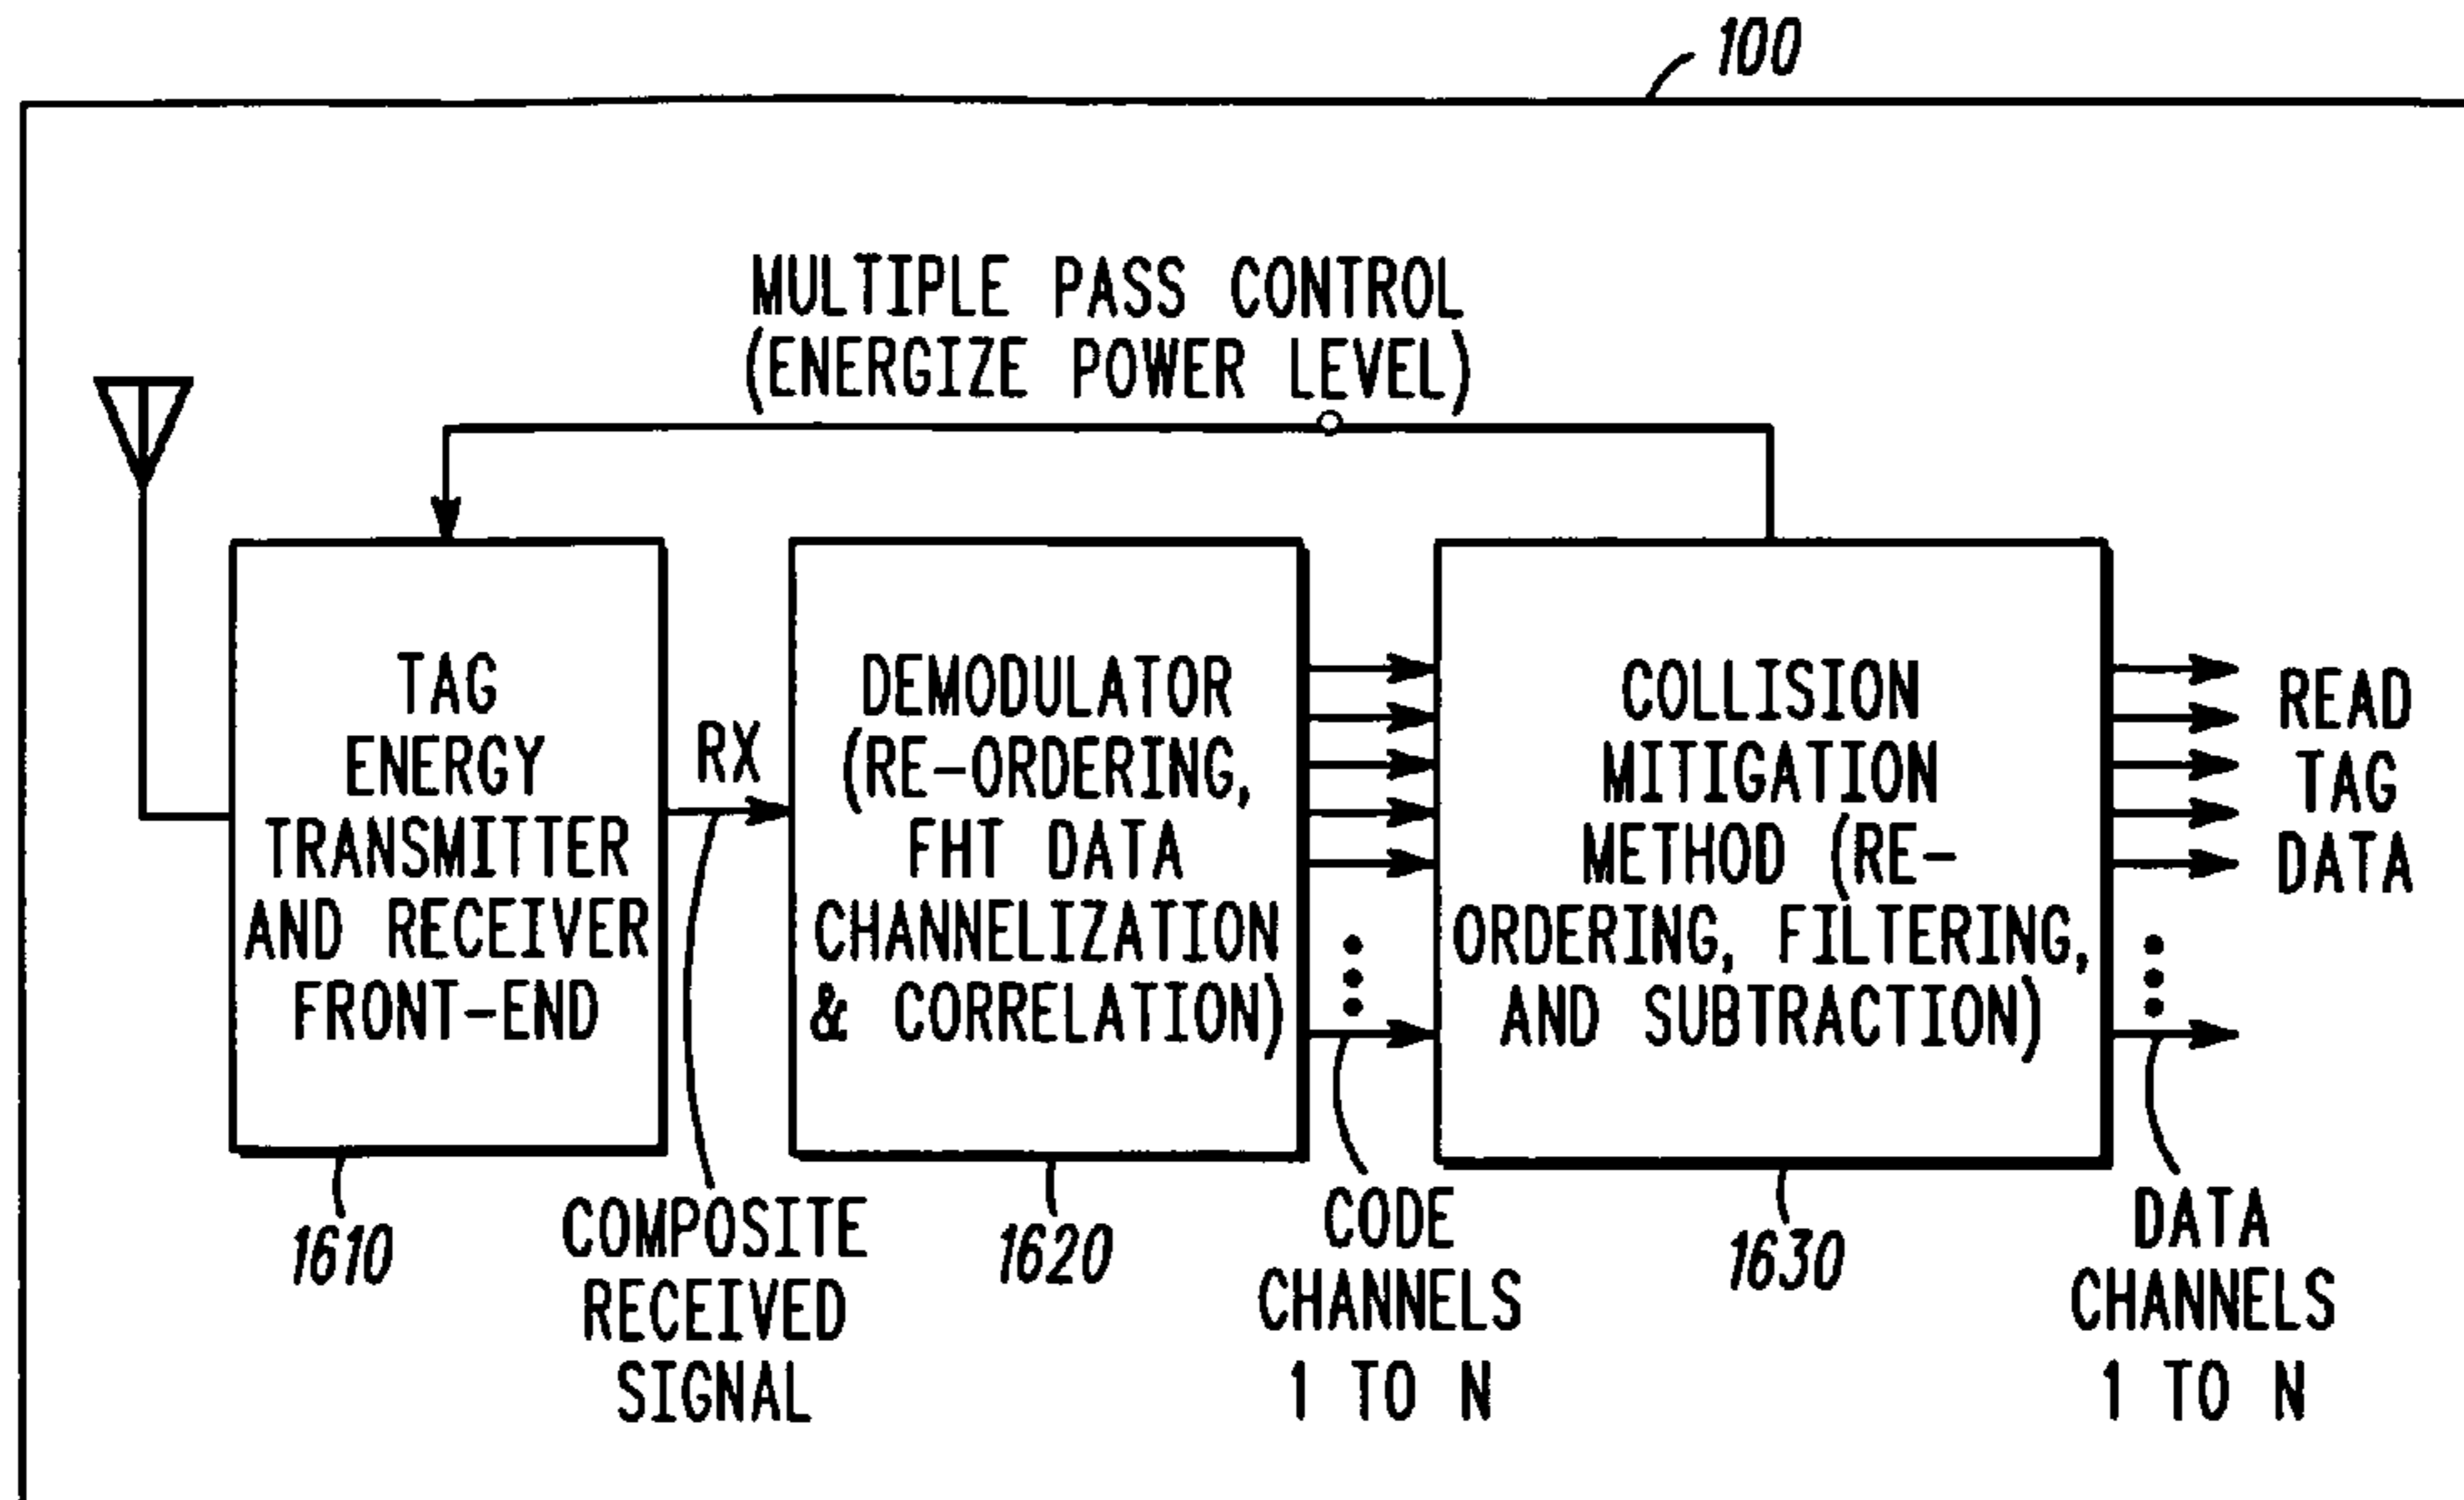 100
MULTIPLE PASS CONTROL
(ENERGIZE POWER LEVEL)
TAG
ENERGY
TRANSMITTER
AND RECEIVER
FRONT-END
RX
DEMODULATOR
(RE-ORDERING,
FHT DATA
CHANNELIZATION
& CORRELATION)
COLLISION
MITIGATION
METHOD (RE-
ORDERING, FILTERING,
AND SUBTRACTION)
READ
TAG
DATA
1610
COMPOSITE
RECEIVED
SIGNAL
1620
CODE
CHANNELS
1 TO N
1630
DATA
CHANNELS
1 TO N